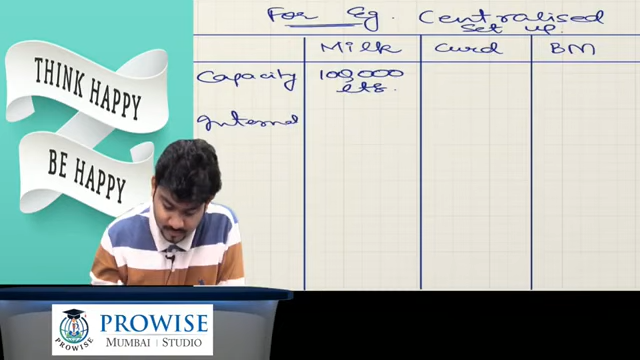 For Eg. Centralised
Set up.
Milk Curd BM
Capacity 100,000
lts.
Internal
THINK HAPPY
BE HAPPY
PROWISE
PROWISE
MUMBAI | STUDIO